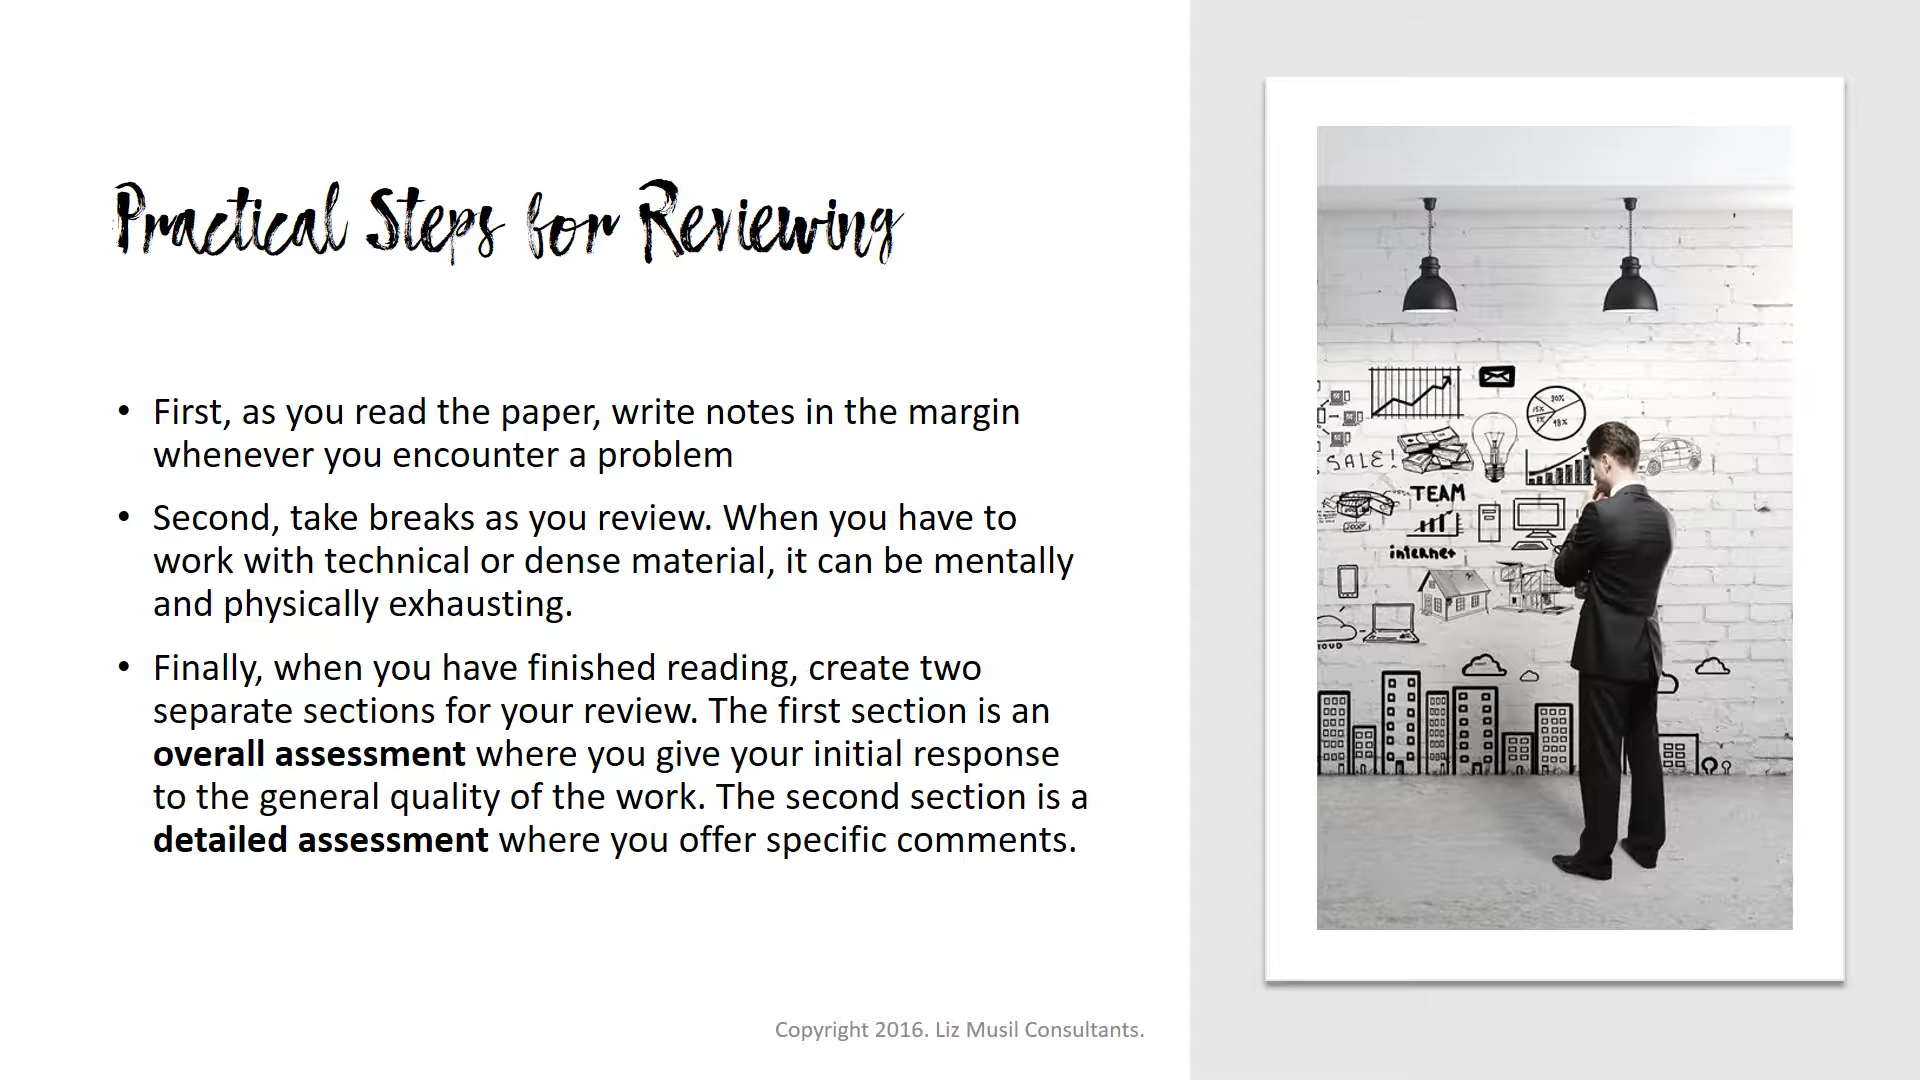 Practical Steps for Reviewing
• First, as you read the paper, write notes in the margin
whenever you encounter a problem
• Second, take breaks as you review. When you have to
work with technical or dense material, it can be mentally
and physically exhausting.
• Finally, when you have finished reading, create two
separate sections for your review. The first section is an
overall assessment where you give your initial response
to the general quality of the work. The second section is a
detailed assessment where you offer specific comments.
Copyright 2016. Liz Musil Consultants.
30%
15%
18%
SALE!
TEAM
internet